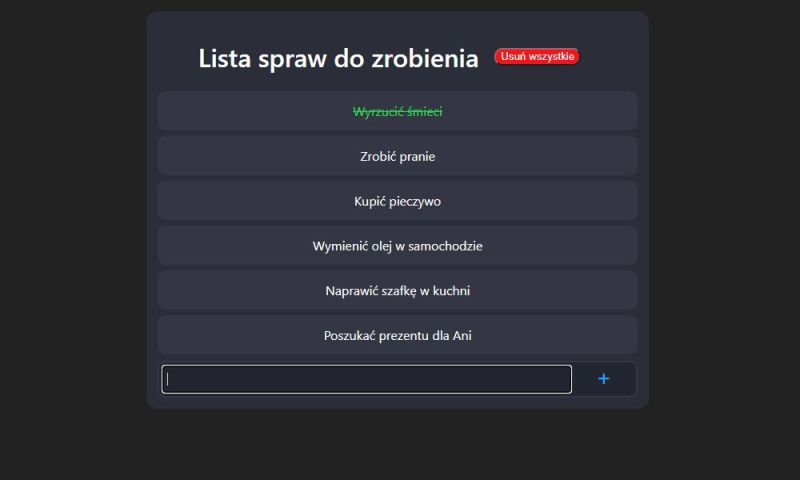 Lista spraw do zrobienia Usuń wszystkie
Wyrzucić śmieci
Zrobić pranie
Kupić pieczywo
Wymienić olej w samochodzie
Naprawić szafkę w kuchni
Poszukać prezentu dla Ani
+